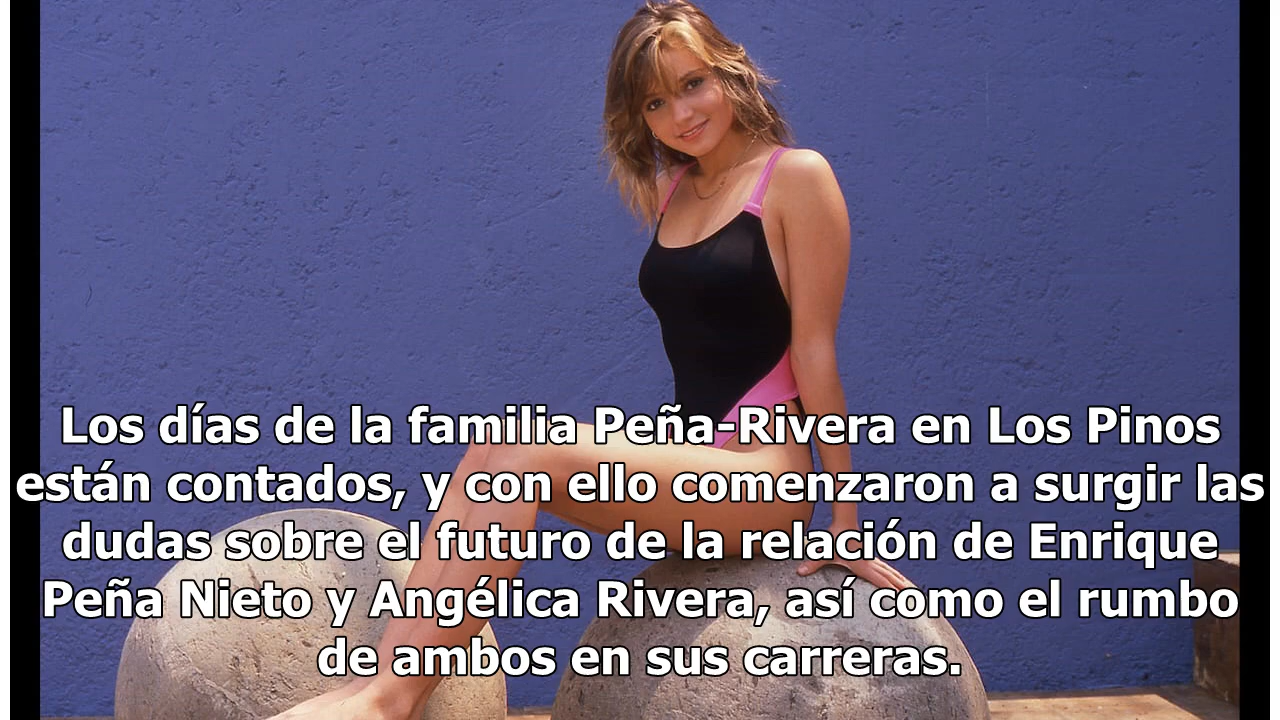 Los días de la familia Peña-Rivera en Los Pinos
están contados, y con ello comenzaron a surgir las
dudas sobre el futuro de la relación de Enrique
Peña Nieto y Angélica Rivera, así como el rumbo
de ambos en sus carreras.